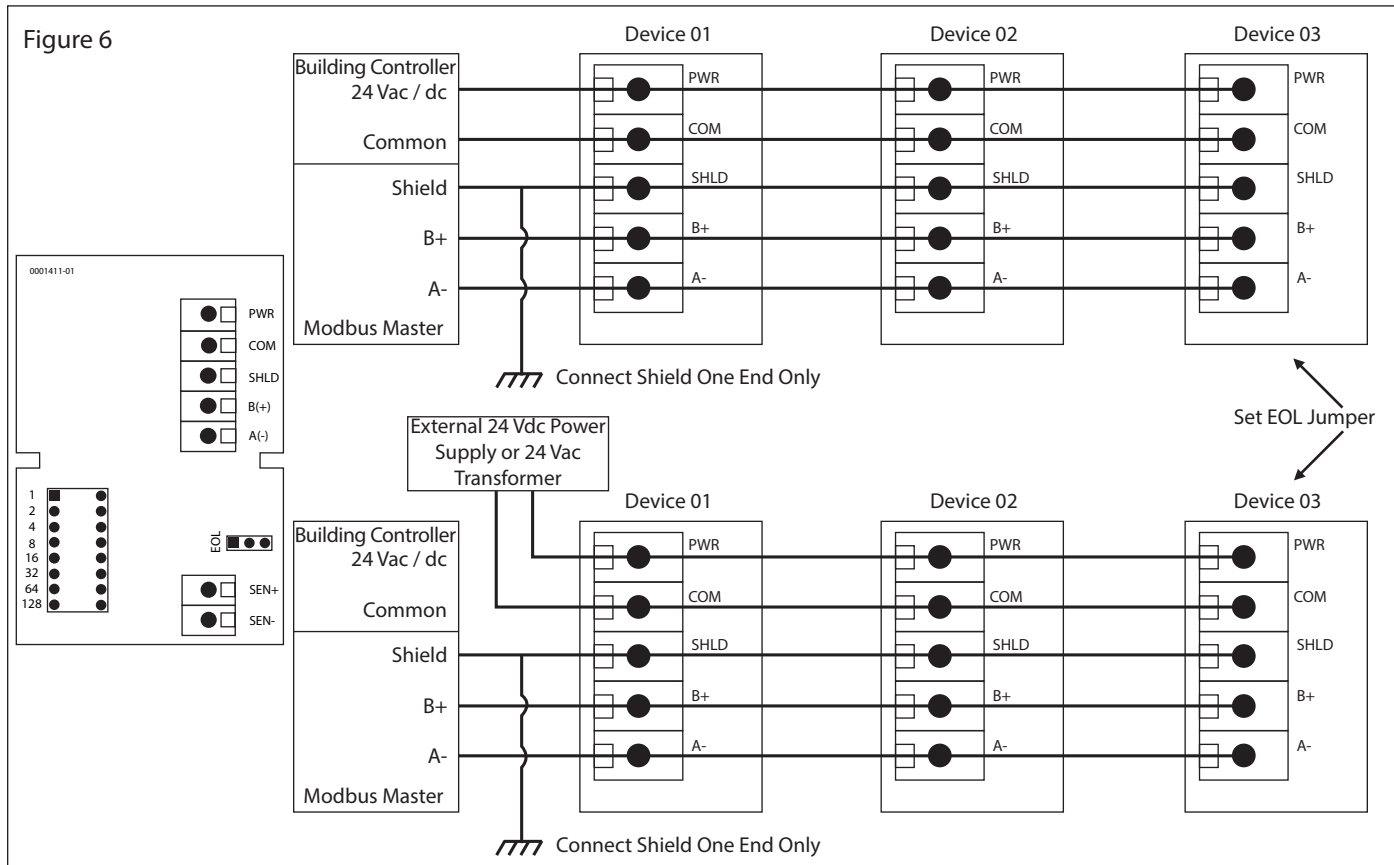 Figure 6
0001411-01
PWR
COM
SHLD
B(+)
A(-)
1
2
4
8
16
32
64
128
EOL
SEN+
SEN-
Building Controller
24 Vac / dc
Common
Shield
B+
A-
Modbus Master
Connect Shield One End Only
Device 01
PWR
COM
SHLD
B+
A-
Device 02
PWR
COM
SHLD
B+
A-
Device 03
PWR
COM
SHLD
B+
A-
Set EOL Jumper
External 24 Vdc Power
Supply or 24 Vac
Transformer
Building Controller
24 Vac / dc
Common
Shield
B+
A-
Modbus Master
Connect Shield One End Only
Device 01
PWR
COM
SHLD
B+
A-
Device 02
PWR
COM
SHLD
B+
A-
Device 03
PWR
COM
SHLD
B+
A-